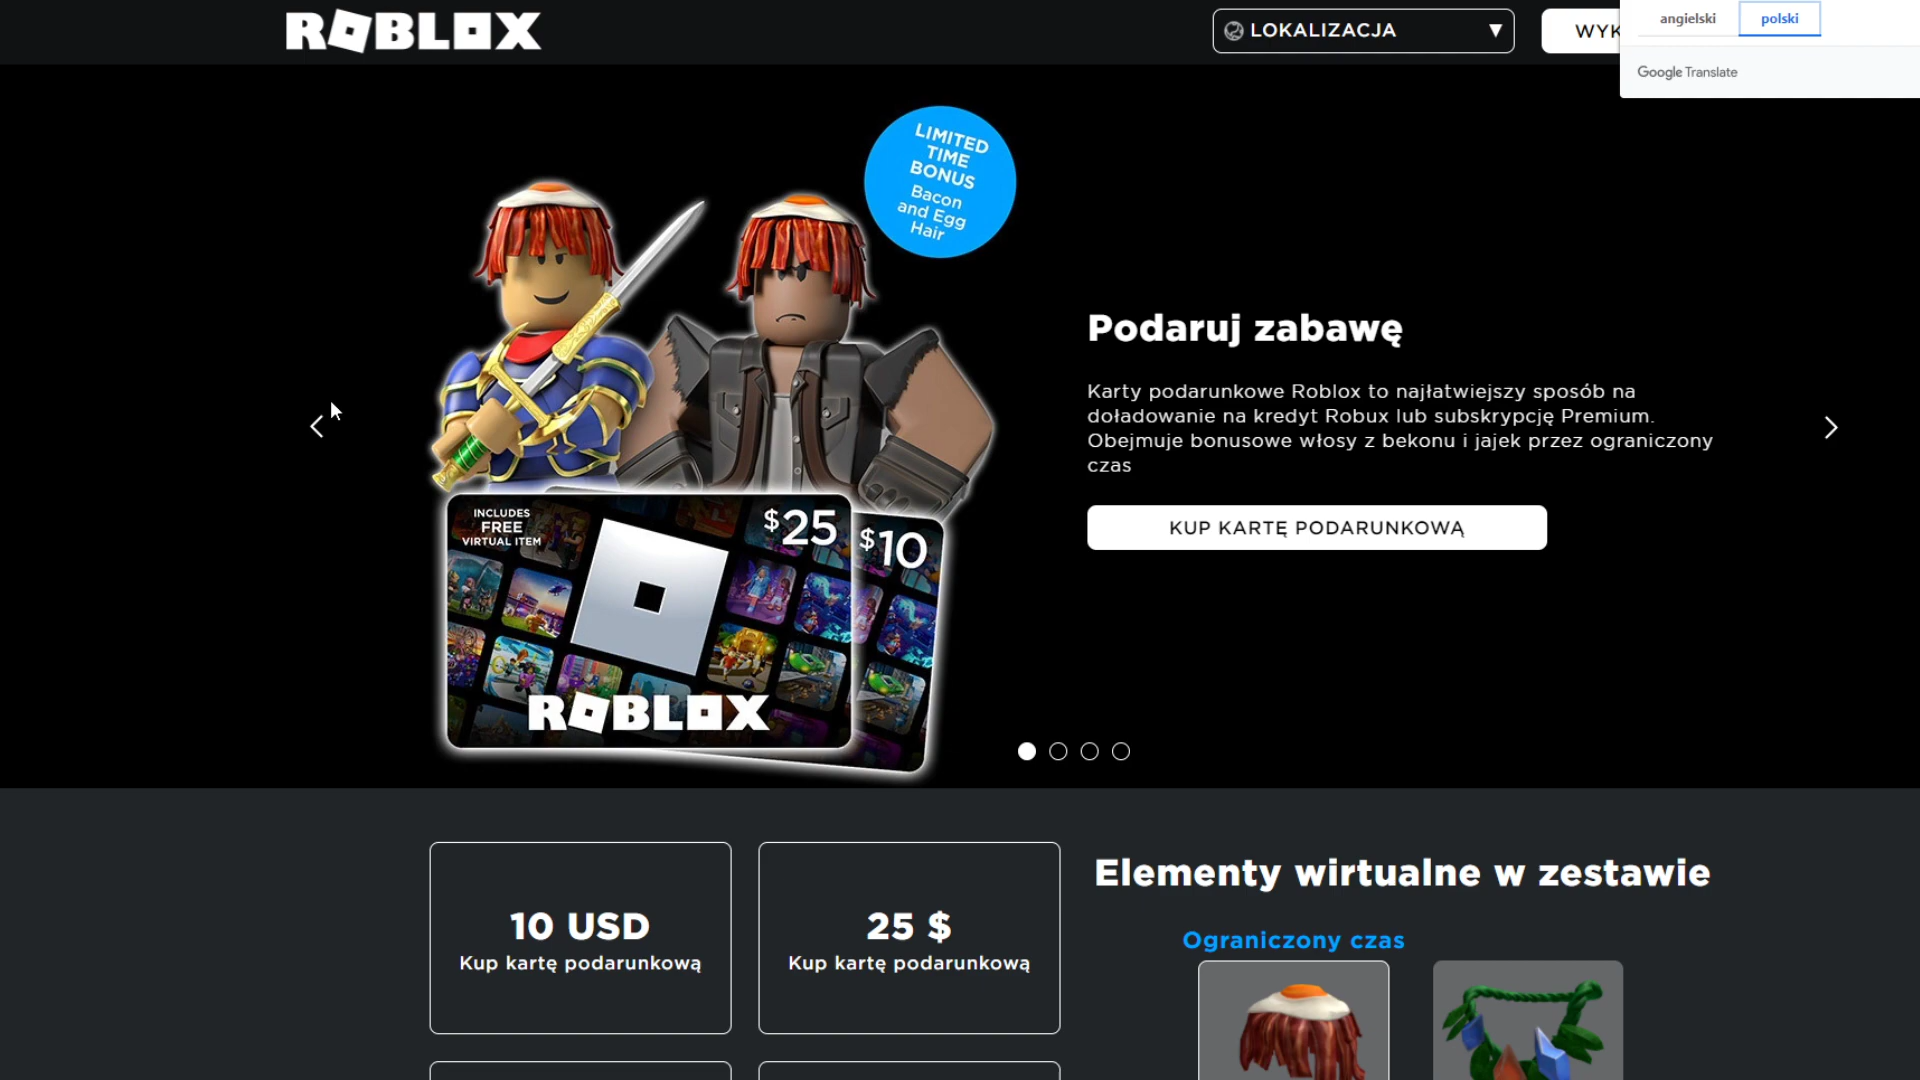 ROBLOX
LOKALIZACJA
▼
WYK
angielski
polski
Google Translate
LIMITED
TIME
BONUS
Bacon
and Egg
Hair
Podaruj zabawę
Karty podarunkowe Roblox to najłatwiejszy sposób na
doładowanie na kredyt Robux lub subskrypcję Premium.
Obejmuje bonusowe włosy z bekonu i jajek przez ograniczony
czas
KUP KARTĘ PODARUNKOWĄ
INCLUDES
FREE
VIRTUAL ITEM
$25
$10
ROBLOX
10 USD
Kup kartę podarunkową
25 $
Kup kartę podarunkową
Elementy wirtualne w zestawie
Ograniczony czas